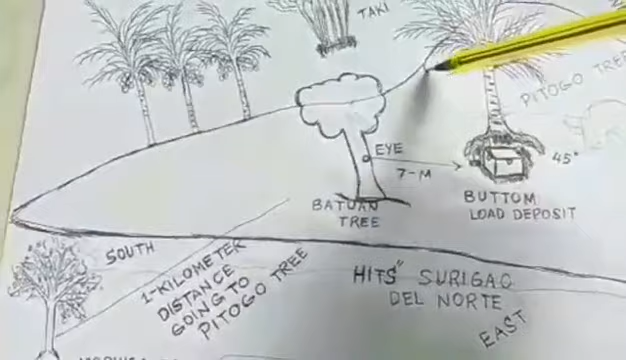 TAKI
PITOGO TREE
EYE
7-M
45°
BATUAN
TREE
BUTTOM
LOAD DEPOSIT
SOUTH
1-KILOMETER
DISTANCE
GOING TO
PITOGO TREE
HITS" SURIGAO
DEL NORTE
EAST